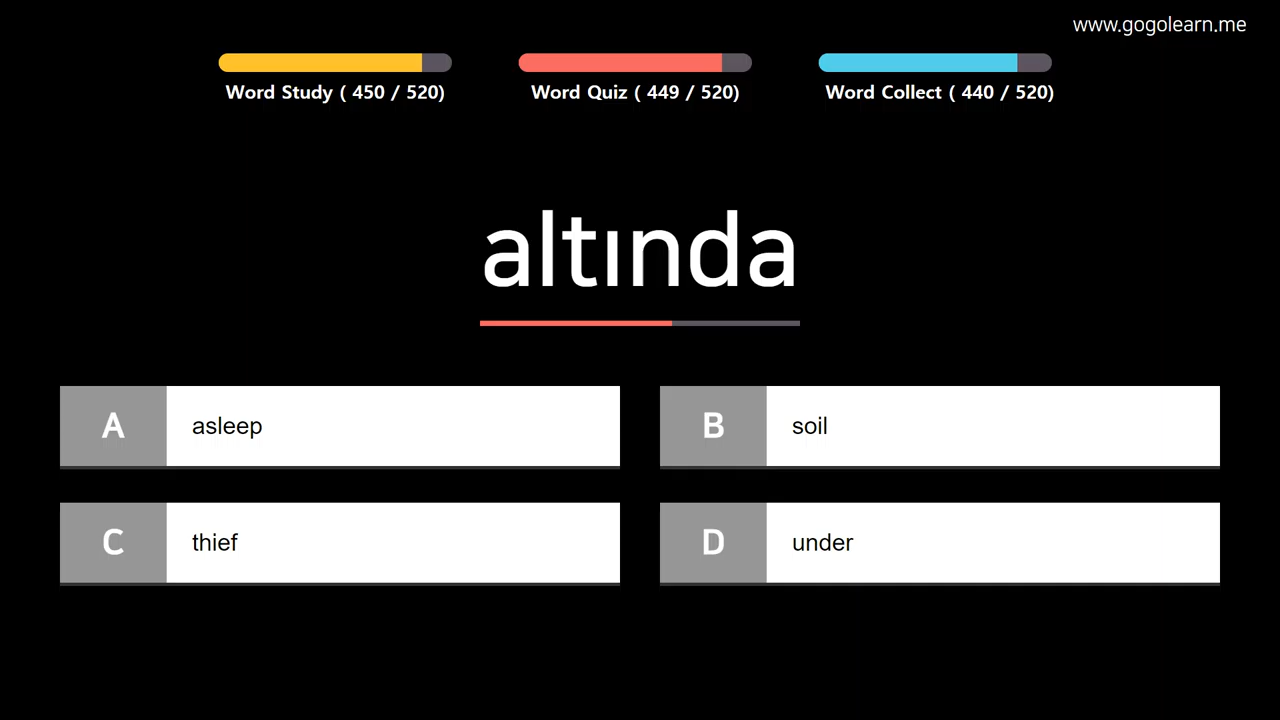 www.gogolearn.me
Word Study ( 450 / 520)
Word Quiz ( 449 / 520)
Word Collect ( 440 / 520)
altında
A asleep
B soil
C thief
D under